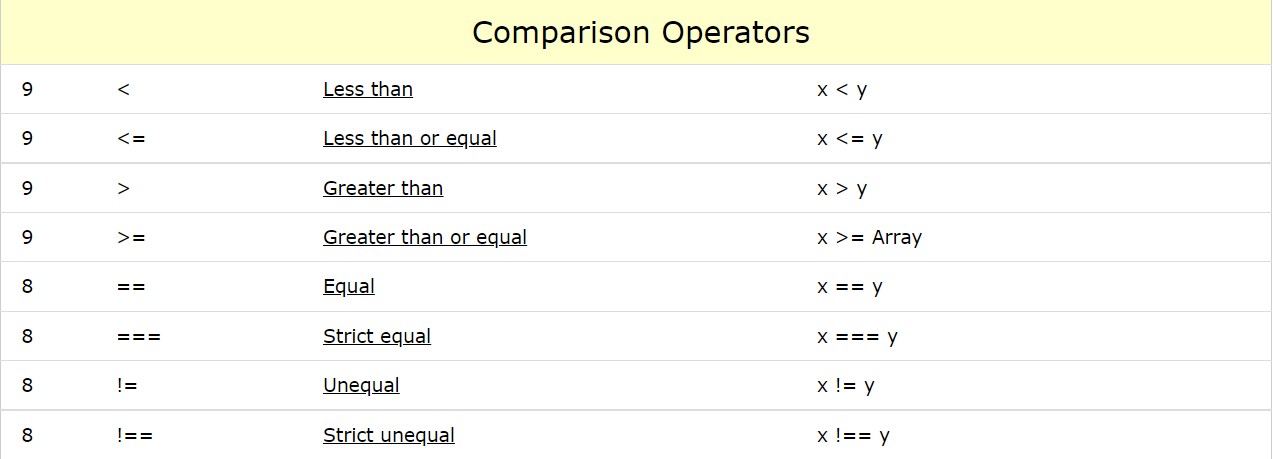 Comparison Operators
9 < Less than x < y
9 <= Less than or equal x <= y
9 > Greater than x > y
9 >= Greater than or equal x >= Array
8 == Equal x == y
8 === Strict equal x === y
8 != Unequal x != y
8 !== Strict unequal x !== y